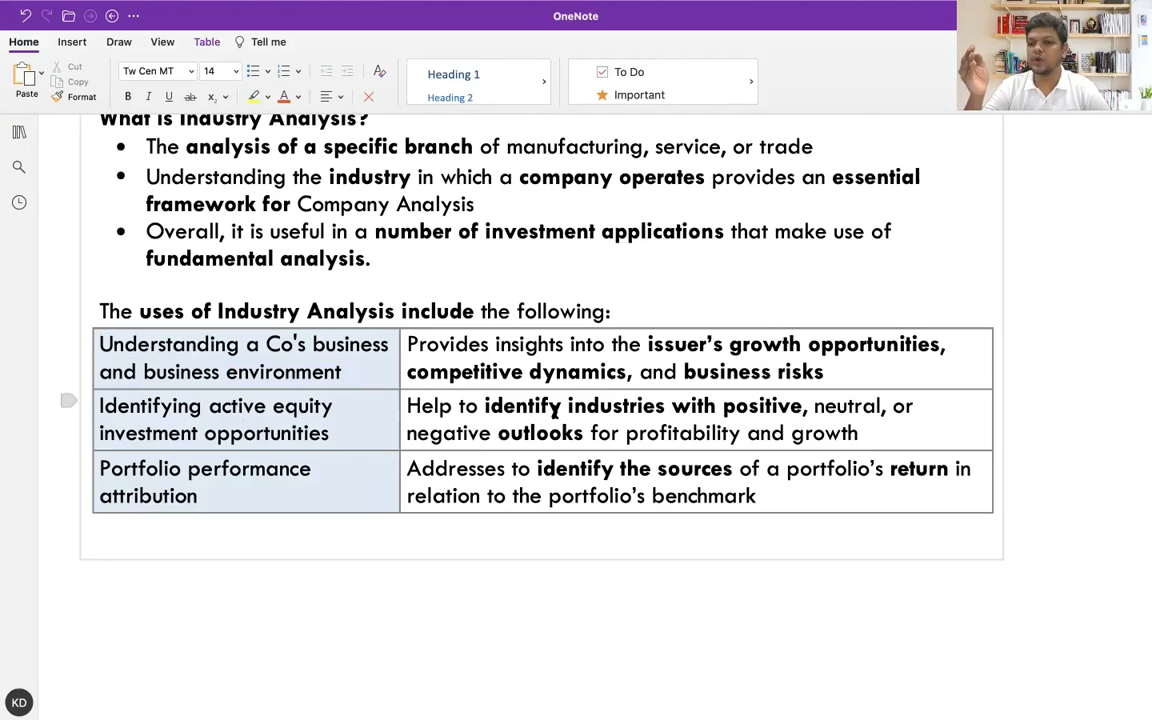 OneNote
Home Insert Draw View Table Tell me
Paste
Cut
Copy
Format
Tw Cen MT 14
B I U ab X₂ A
Heading 1
Heading 2
To Do
Important
What is Industry Analysis?
• The analysis of a specific branch of manufacturing, service, or trade
• Understanding the industry in which a company operates provides an essential
framework for Company Analysis
• Overall, it is useful in a number of investment applications that make use of
fundamental analysis.
The uses of Industry Analysis include the following:
Understanding a Co's business
and business environment
Provides insights into the issuer's growth opportunities,
competitive dynamics, and business risks
Identifying active equity
investment opportunities
Help to identify industries with positive, neutral, or
negative outlooks for profitability and growth
Portfolio performance
attribution
Addresses to identify the sources of a portfolio's return in
relation to the portfolio's benchmark
KD